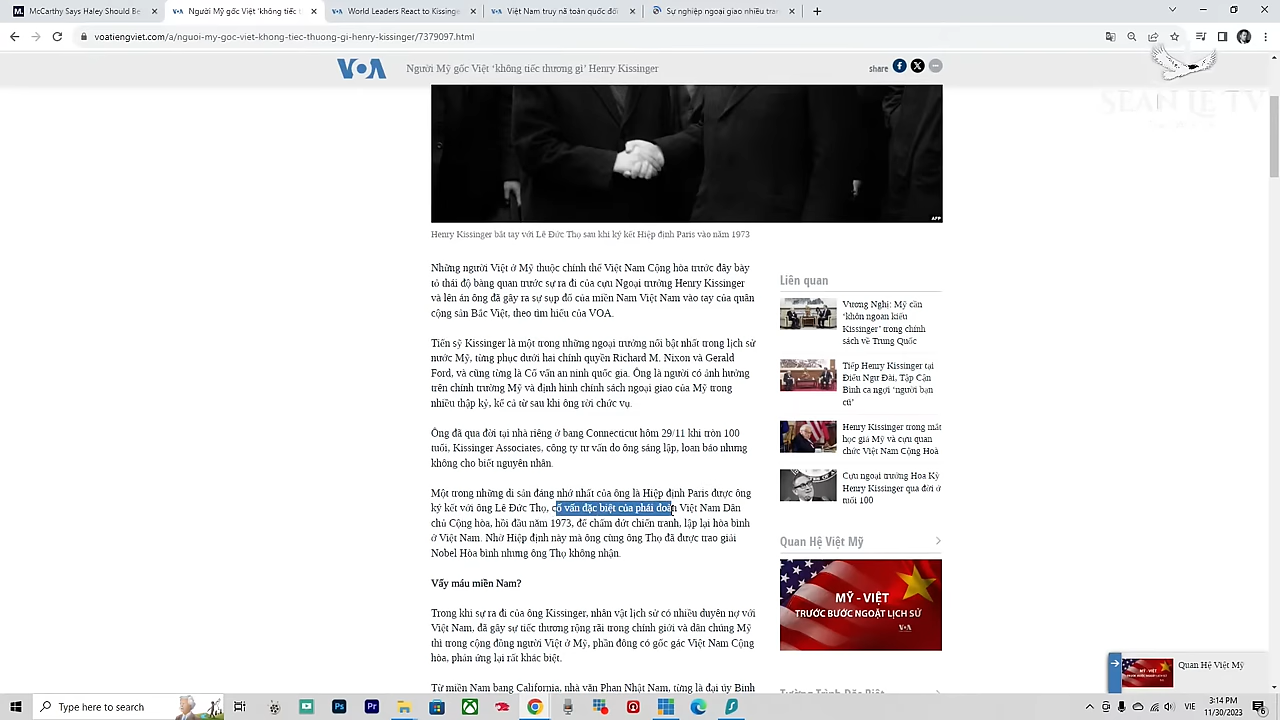 McCarthy Says Haley Should Be
Người Mỹ gốc Việt 'không tiếc t
World Leaders React to Kissinge
Việt Nam truy nã toàn quốc đối
Sự nghiệp ngoại giao nhiều tran
voatiengviet.com/a/nguoi-my-goc-viet-khong-tiec-thuong-gi-henry-kissinger/7379097.html
VOA
Người Mỹ gốc Việt 'không tiếc thương gì' Henry Kissinger
share
SEAN LE TV
AFP
Henry Kissinger bắt tay với Lê Đức Thọ sau khi ký kết Hiệp định Paris vào năm 1973
Những người Việt ở Mỹ thuộc chính thể Việt Nam Cộng hòa trước đây bày
tỏ thái độ bàng quan trước sự ra đi của cựu Ngoại trưởng Henry Kissinger
và lên án ông đã gây ra sự sụp đổ của miền Nam Việt Nam vào tay của quân
cộng sản Bắc Việt, theo tìm hiểu của VOA.
Tiến sỹ Kissinger là một trong những ngoại trưởng nổi bật nhất trong lịch sử
nước Mỹ, từng phục dưới hai chính quyền Richard M. Nixon và Gerald
Ford, và cũng từng là Cố vấn an ninh quốc gia. Ông là người có ảnh hưởng
trên chính trường Mỹ và định hình chính sách ngoại giao của Mỹ trong
nhiều thập kỷ, kể cả từ sau khi ông rời chức vụ.
Ông đã qua đời tại nhà riêng ở bang Connecticut hôm 29/11 khi tròn 100
tuổi, Kissinger Associates, công ty tư vấn do ông sáng lập, loan báo nhưng
không cho biết nguyên nhân.
Một trong những di sản đáng nhớ nhất của ông là Hiệp định Paris được ông
ký kết với ông Lê Đức Thọ, cố vấn đặc biệt của phái đoàn Việt Nam Dân
chủ Cộng hòa, hồi đầu năm 1973, để chấm dứt chiến tranh, lập lại hòa bình
ở Việt Nam. Nhờ Hiệp định này mà ông cùng ông Thọ đã được trao giải
Nobel Hòa bình nhưng ông Thọ không nhận.
Vấy máu miền Nam?
Trong khi sự ra đi của ông Kissinger, nhân vật lịch sử có nhiều duyên nợ với
Việt Nam, đã gây sự tiếc thương rộng rãi trong chính giới và dân chúng Mỹ
thì trong cộng đồng người Việt ở Mỹ, phần đông có gốc gác Việt Nam Cộng
hòa, phản ứng lại rất khác biệt.
Từ miền Nam bang California, nhà văn Phan Nhật Nam, từng là đại úy Binh
Liên quan
Vương Nghị: Mỹ cần
'khôn ngoan kiểu
Kissinger' trong chính
sách về Trung Quốc
Tiếp Henry Kissinger tại
Điếu Ngư Đài, Tập Cận
Bình ca ngợi 'người bạn
cũ'
Henry Kissinger trong mắt
học giả Mỹ và cựu quan
chức Việt Nam Cộng Hoà
Cựu ngoại trưởng Hoa Kỳ
Henry Kissinger qua đời ở
tuổi 100
Quan Hệ Việt Mỹ
MỸ - VIỆT
TRƯỚC BƯỚC NGOẶT LỊCH SỬ
VOA
Tường Trình Đặc Biệt
Quan Hệ Việt Mỹ
Type here to search
VIE
3:14 PM
11/30/2023